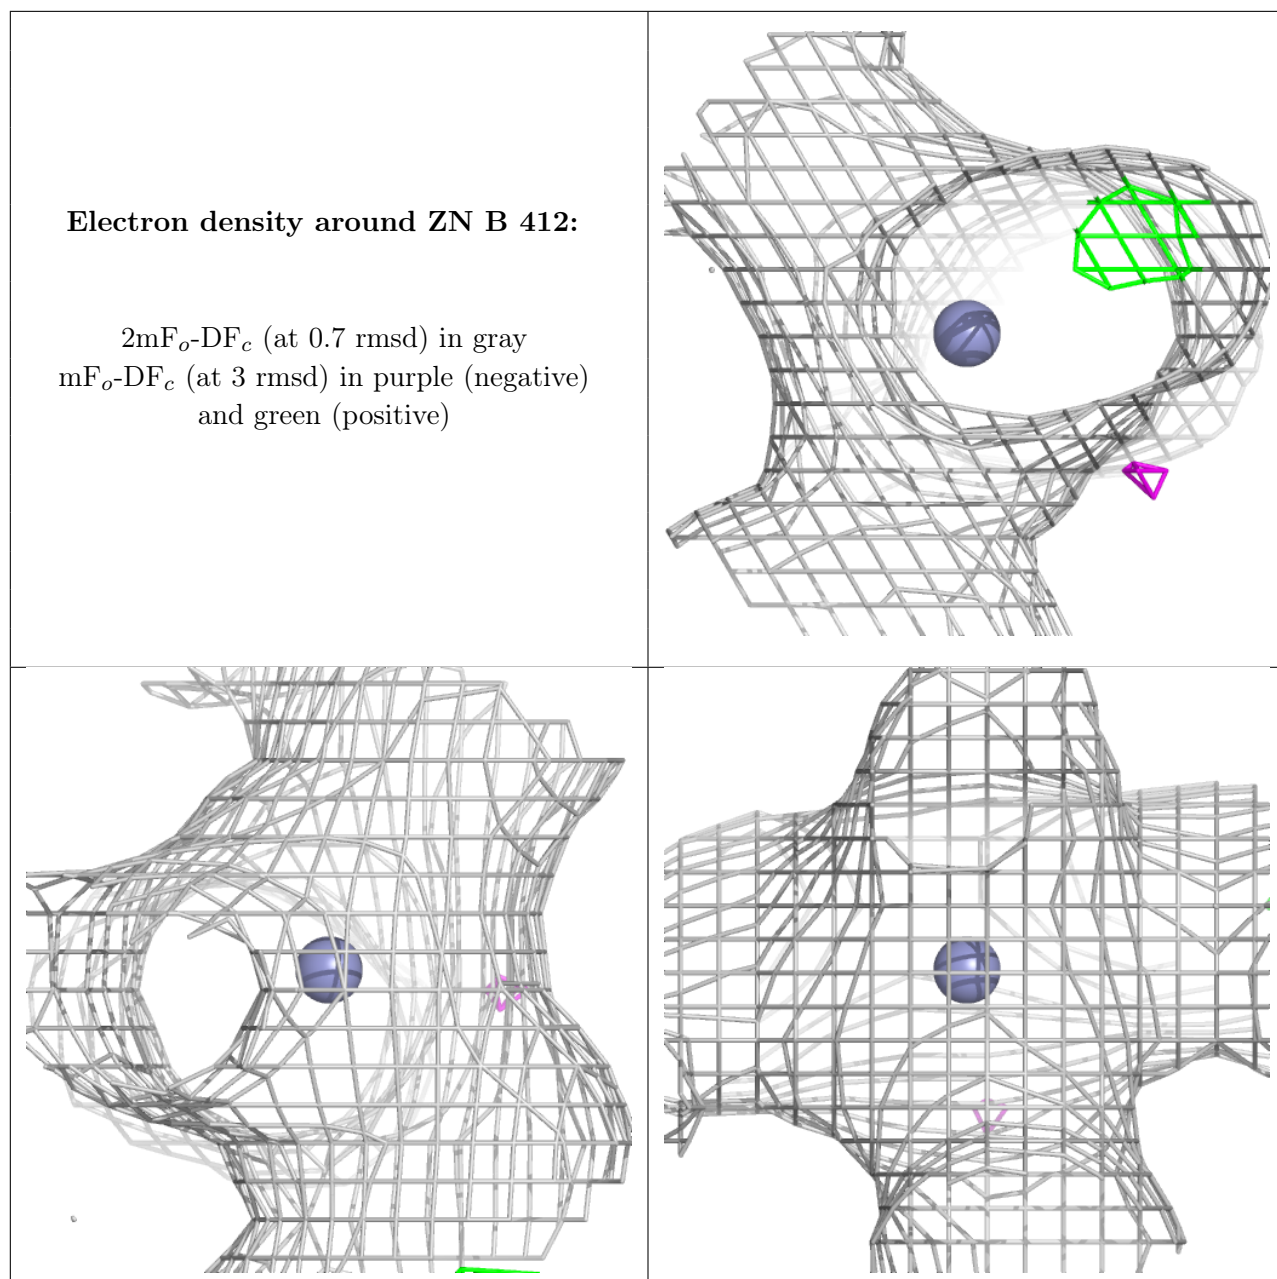 Electron density around ZN B 412:
2mFo-DFc (at 0.7 rmsd) in gray
mFo-DFc (at 3 rmsd) in purple (negative)
and green (positive)